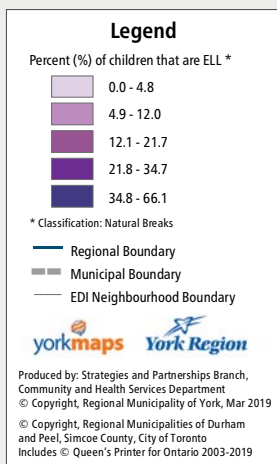 Legend
Percent (%) of children that are ELL *
0.0 - 4.8
4.9 - 12.0
12.1 - 21.7
21.8 - 34.7
34.8 - 66.1
* Classification: Natural Breaks
Regional Boundary
Municipal Boundary
EDI Neighbourhood Boundary
yorkmaps York Region
Produced by: Strategies and Partnerships Branch,
Community and Health Services Department
© Copyright, Regional Municipality of York, Mar 2019
© Copyright, Regional Municipalities of Durham
and Peel, Simcoe County, City of Toronto
Includes © Queen's Printer for Ontario 2003-2019